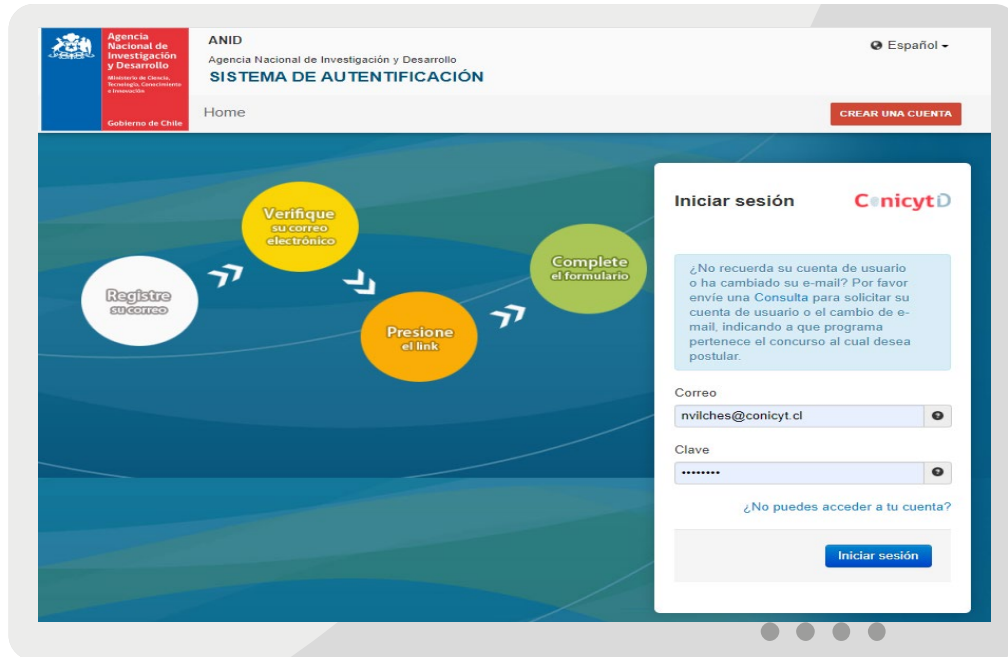 Agencia
Nacional de
Investigación
y Desarrollo
Ministerio de Ciencia,
Tecnología, Conocimiento
e Innovación
Gobierno de Chile
ANID
Agencia Nacional de Investigación y Desarrollo
SISTEMA DE AUTENTIFICACIÓN
Español
Home
CREAR UNA CUENTA
Registre
su correo
Verifique
su correo
electrónico
Presione
el link
Complete
el formulario
Iniciar sesión
Conicyt
¿No recuerda su cuenta de usuario
o ha cambiado su e-mail? Por favor
envíe una Consulta para solicitar su
cuenta de usuario o el cambio de e-
mail, indicando a que programa
pertenece el concurso al cual desea
postular.
Correo
nvilches@conicyt.cl
Clave
••••••••
¿No puedes acceder a tu cuenta?
Iniciar sesión